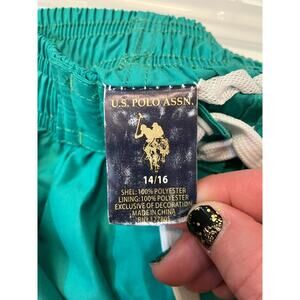 U.S. POLO ASSN.
14/16
SHEL: 100% POLYESTER
LINING: 100% POLYESTER
EXCLUSIVE OF DECORATION
MADE IN CHINA